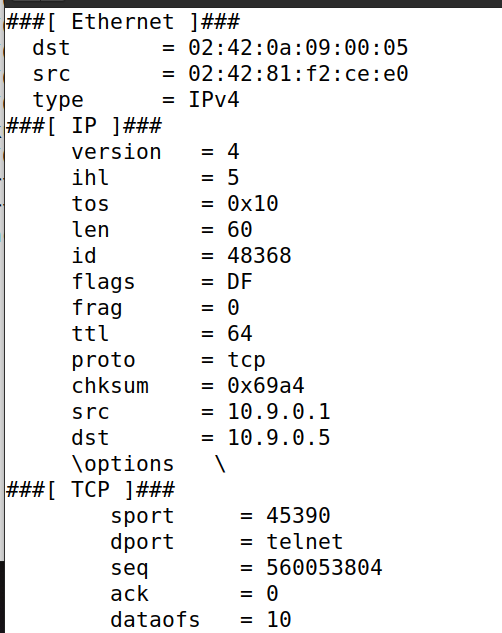 ###[ Ethernet ]###
  dst       = 02:42:0a:09:00:05
  src       = 02:42:81:f2:ce:e0
  type      = IPv4
###[ IP ]###
     version   = 4
     ihl       = 5
     tos       = 0x10
     len       = 60
     id        = 48368
     flags     = DF
     frag      = 0
     ttl       = 64
     proto     = tcp
     chksum    = 0x69a4
     src       = 10.9.0.1
     dst       = 10.9.0.5
     \options   \
###[ TCP ]###
        sport     = 45390
        dport     = telnet
        seq       = 560053804
        ack       = 0
        dataofs   = 10